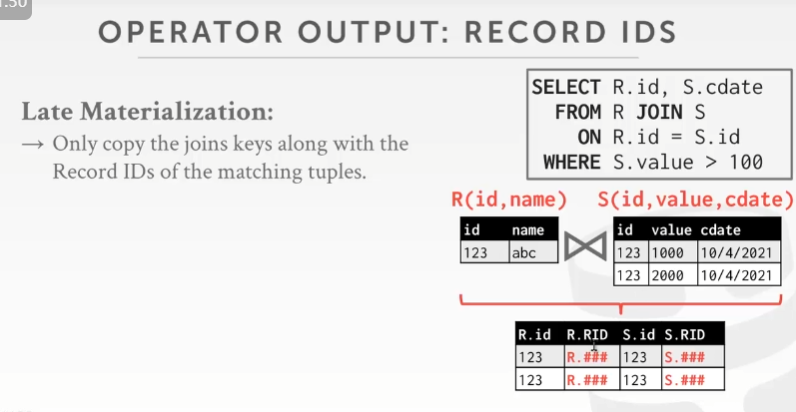 OPERATOR OUTPUT: RECORD IDS
Late Materialization:
→ Only copy the joins keys along with the
Record IDs of the matching tuples.
SELECT R.id, S.cdate
FROM R JOIN S
ON R.id = S.id
WHERE S.value > 100
R(id,name) S(id,value,cdate)
id name
123 abc
id value cdate
123 1000 10/4/2021
123 2000 10/4/2021
R.id R.RID S.id S.RID
123 R.### 123 S.###
123 R.### 123 S.###